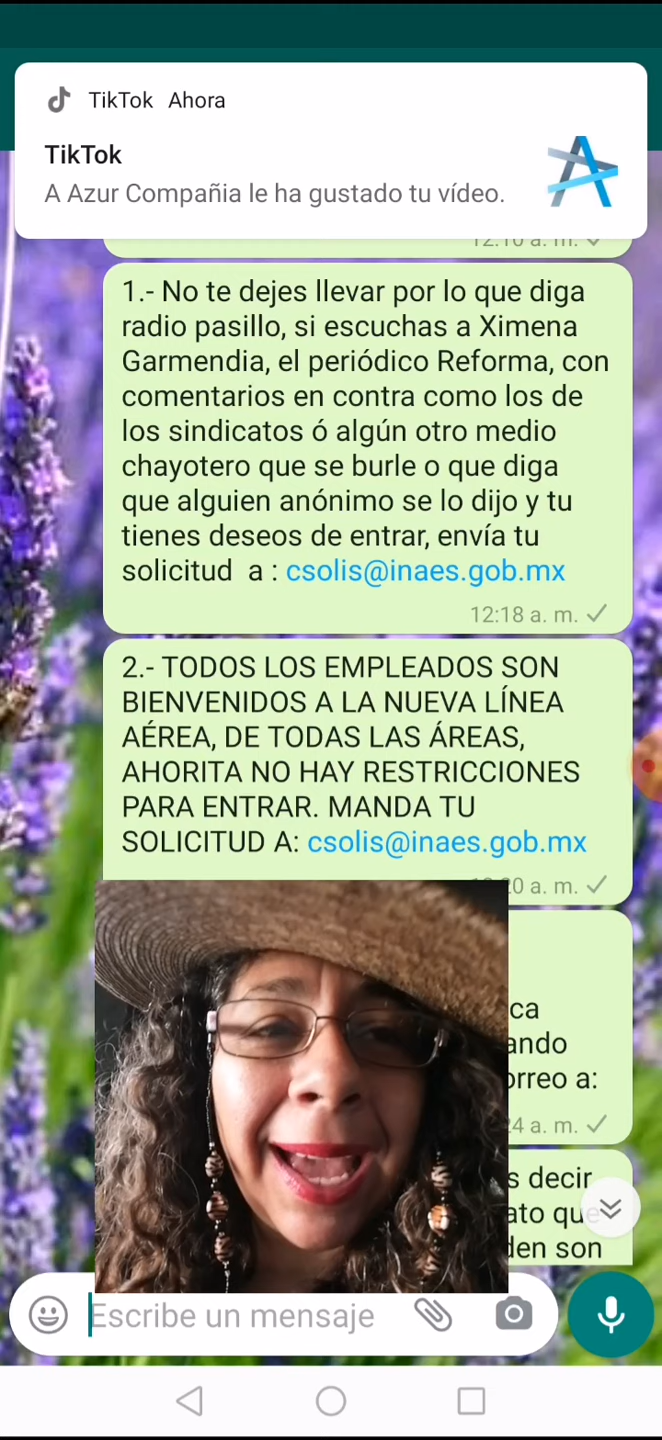 TikTok Ahora
TikTok
A Azur Compañia le ha gustado tu vídeo.
12:10 a. m.
1.- No te dejes llevar por lo que diga
radio pasillo, si escuchas a Ximena
Garmendia, el periódico Reforma, con
comentarios en contra como los de
los sindicatos ó algún otro medio
chayotero que se burle o que diga
que alguien anónimo se lo dijo y tu
tienes deseos de entrar, envía tu
solicitud a : csolis@inaes.gob.mx
12:18 a. m.
2.- TODOS LOS EMPLEADOS SON
BIENVENIDOS A LA NUEVA LÍNEA
AÉREA, DE TODAS LAS ÁREAS,
AHORITA NO HAY RESTRICCIONES
PARA ENTRAR. MANDA TU
SOLICITUD A: csolis@inaes.gob.mx
20 a. m.
ca
ando
orreo a:
24 a. m.
s decir
ato que
den son
Escribe un mensaje